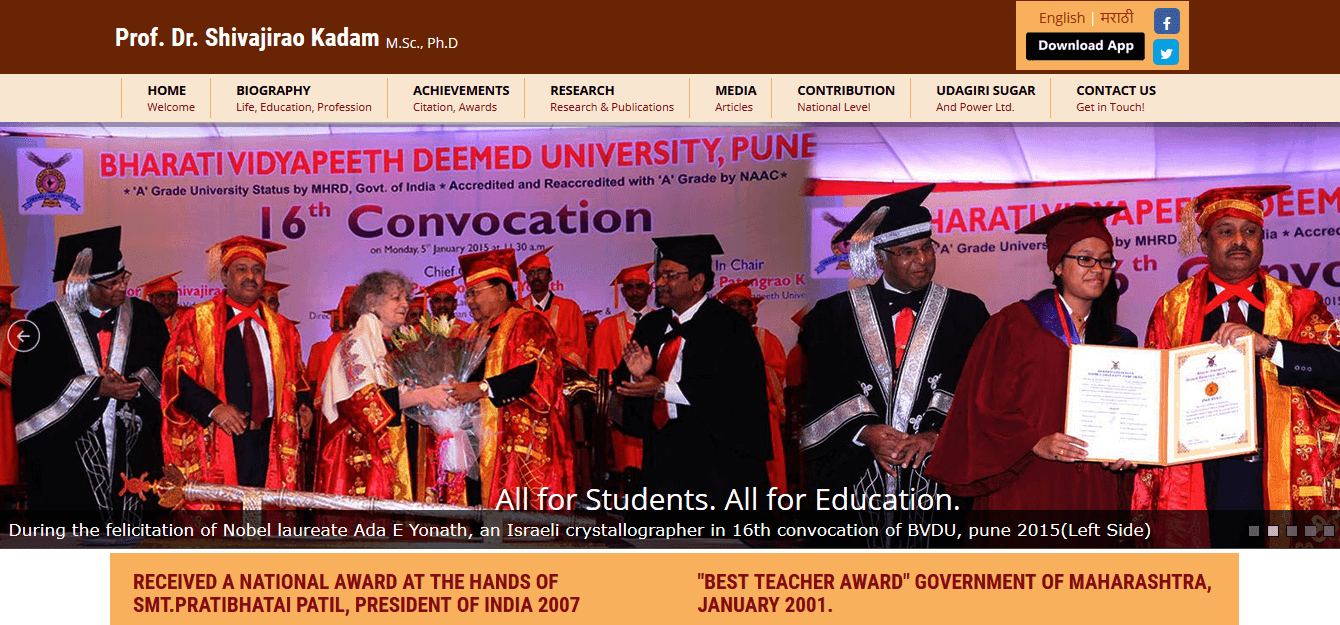 Prof. Dr. Shivajirao Kadam M.Sc., Ph.D
English | मराठी
Download App
HOME
Welcome
BIOGRAPHY
Life, Education, Profession
ACHIEVEMENTS
Citation, Awards
RESEARCH
Research & Publications
MEDIA
Articles
CONTRIBUTION
National Level
UDAGIRI SUGAR
And Power Ltd.
CONTACT US
Get in Touch!
BHARATI VIDYAPEETH DEEMED UNIVERSITY, PUNE
★ 'A' Grade University Status by MHRD, Govt. of India ★ Accredited and Reaccredited with 'A' Grade by NAAC ★
16th Convocation
on Monday, 5th January 2015 at 11.30 a.m.
Chief
In Chair
Shivajira
Patangrao K
'A' Grade
by MHRD,
All for Students. All for Education.
During the felicitation of Nobel laureate Ada E Yonath, an Israeli crystallographer in 16th convocation of BVDU, pune 2015(Left Side)
RECEIVED A NATIONAL AWARD AT THE HANDS OF
SMT.PRATIBHATAI PATIL, PRESIDENT OF INDIA 2007
"BEST TEACHER AWARD" GOVERNMENT OF MAHARASHTRA,
JANUARY 2001.